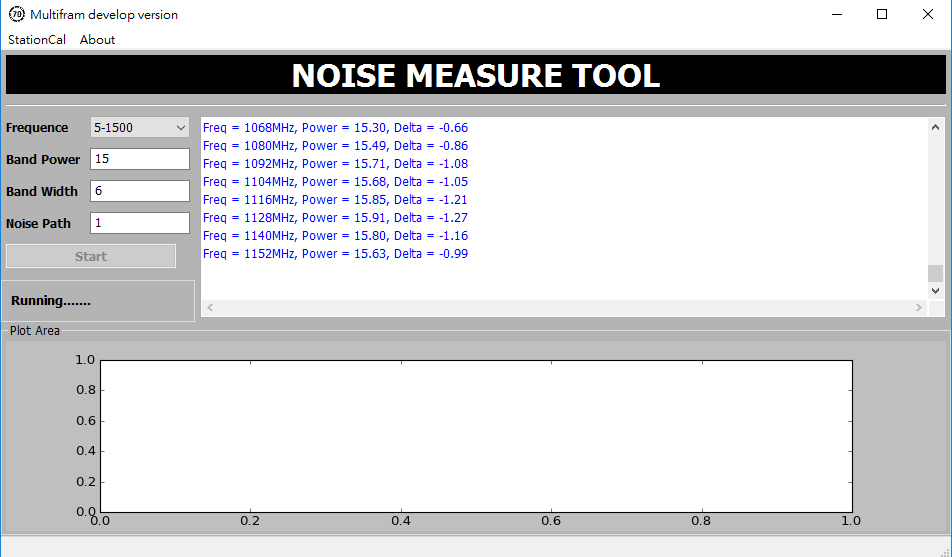 70 Multifram develop version
StationCal About
NOISE MEASURE TOOL
Frequence 5-1500
Band Power 15
Band Width 6
Noise Path 1
Start
Running.......
Freq = 1068MHz, Power = 15.30, Delta = -0.66
Freq = 1080MHz, Power = 15.49, Delta = -0.86
Freq = 1092MHz, Power = 15.71, Delta = -1.08
Freq = 1104MHz, Power = 15.68, Delta = -1.05
Freq = 1116MHz, Power = 15.85, Delta = -1.21
Freq = 1128MHz, Power = 15.91, Delta = -1.27
Freq = 1140MHz, Power = 15.80, Delta = -1.16
Freq = 1152MHz, Power = 15.63, Delta = -0.99
Plot Area
1.0
0.8
0.6
0.4
0.2
0.0
0.0 0.2 0.4 0.6 0.8 1.0